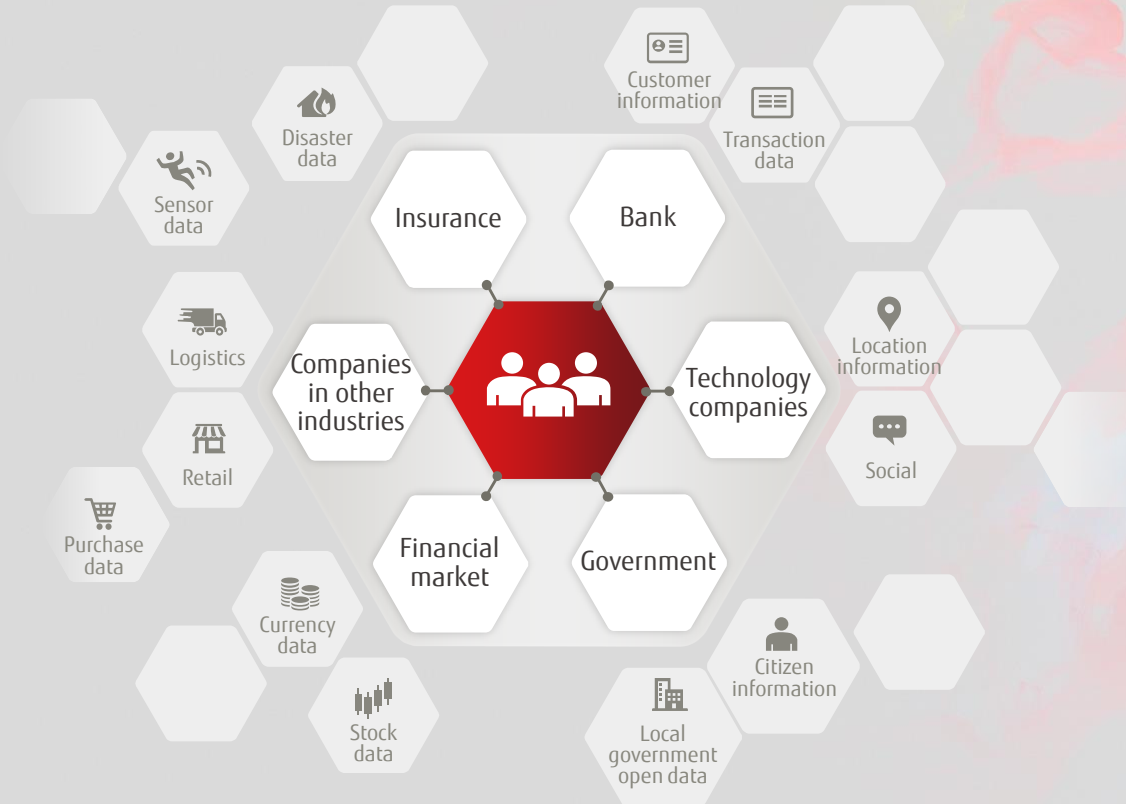 Customer
information
Disaster
data
Transaction
data
Sensor
data
Insurance
Bank
Logistics
Location
information
Companies
in other
industries
Technology
companies
Retail
Social
Purchase
data
Financial
market
Government
Currency
data
Citizen
information
Stock
data
Local
government
open data